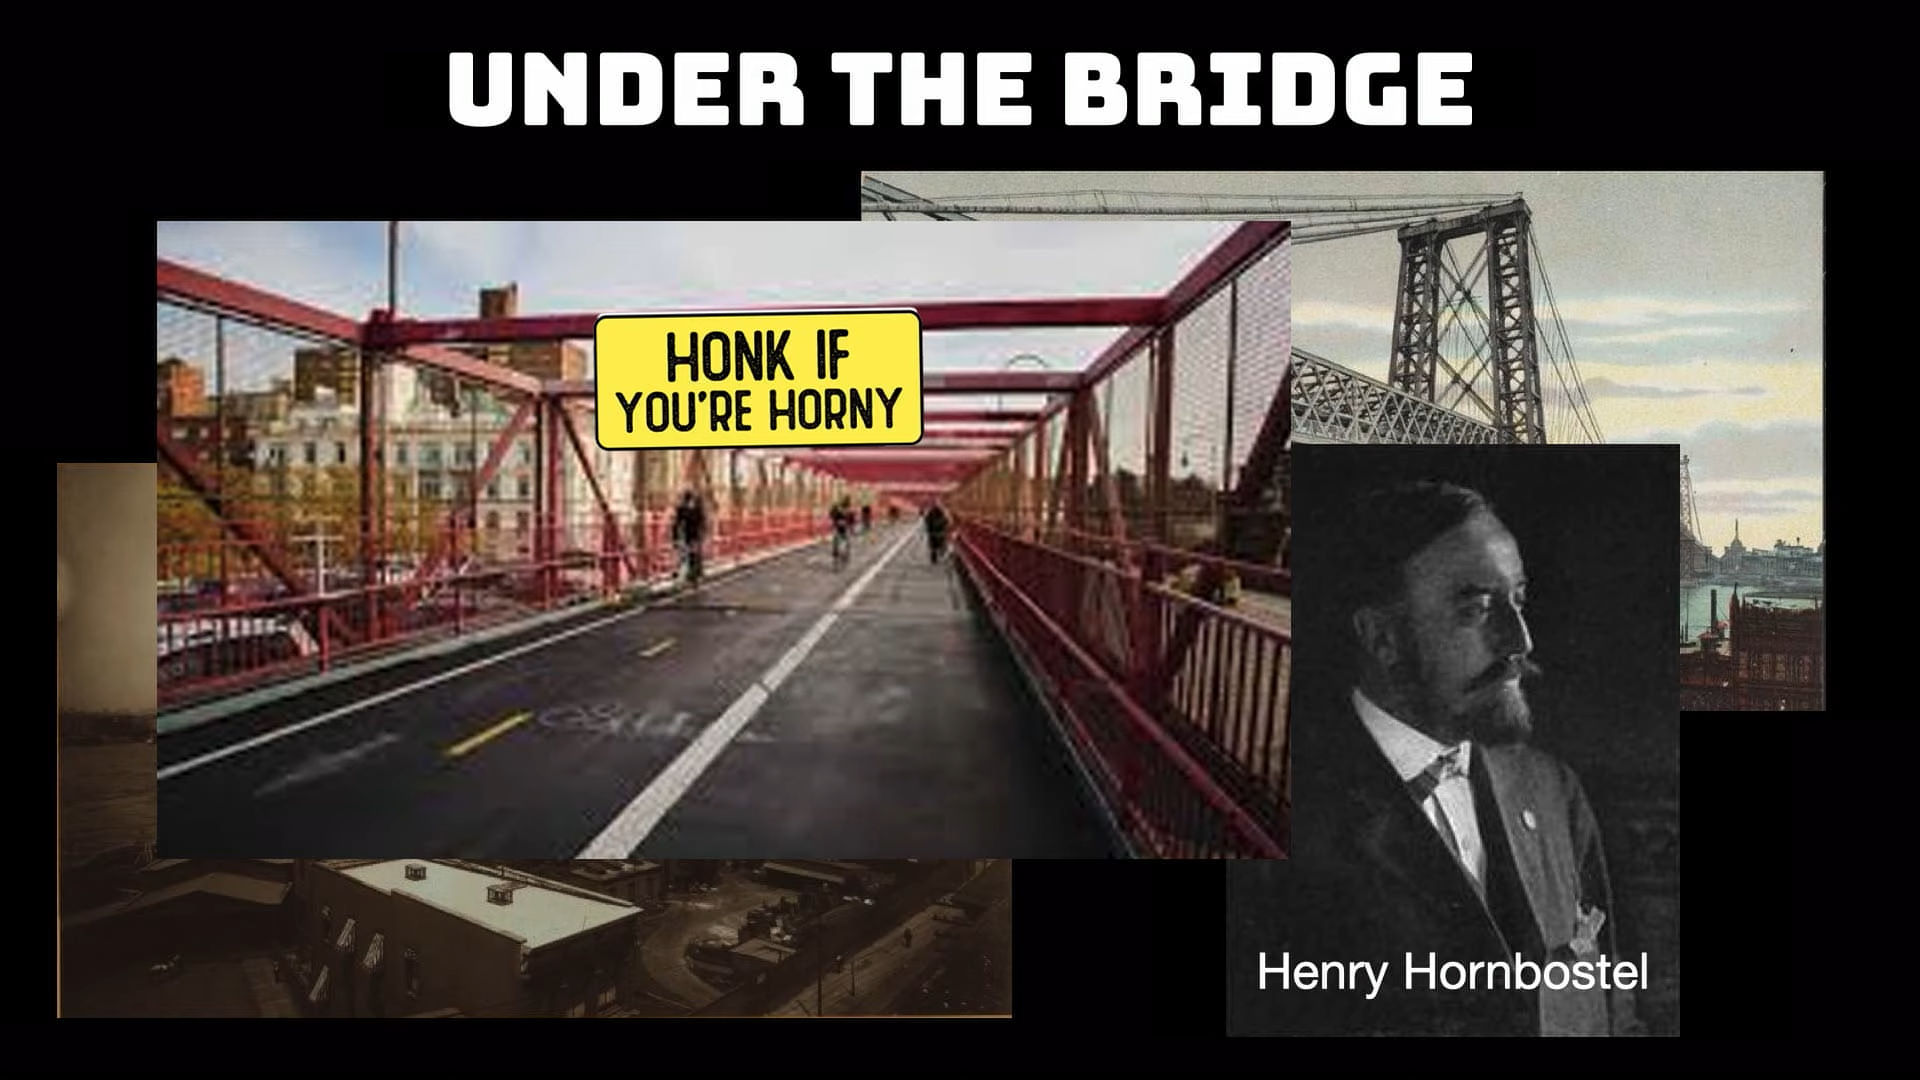 UNDER THE BRIDGE
HONK IF
YOU'RE HORNY
Henry Hornbostel